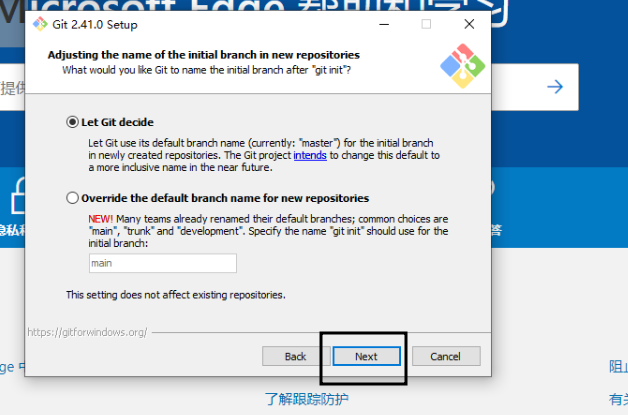 Microsoft Edge 帮助和学习
Git 2.41.0 Setup
Adjusting the name of the initial branch in new repositories
What would you like Git to name the initial branch after "git init"?
提供
Let Git decide
Let Git use its default branch name (currently: "master") for the initial branch
in newly created repositories. The Git project intends to change this default to
a more inclusive name in the near future.
Override the default branch name for new repositories
NEW! Many teams already renamed their default branches; common choices are
"main", "trunk" and "development". Specify the name "git init" should use for the
initial branch:
隐私
答
main
This setting does not affect existing repositories.
https://gitforwindows.org/
Back
Next
Cancel
阻止
了解跟踪防护
有关